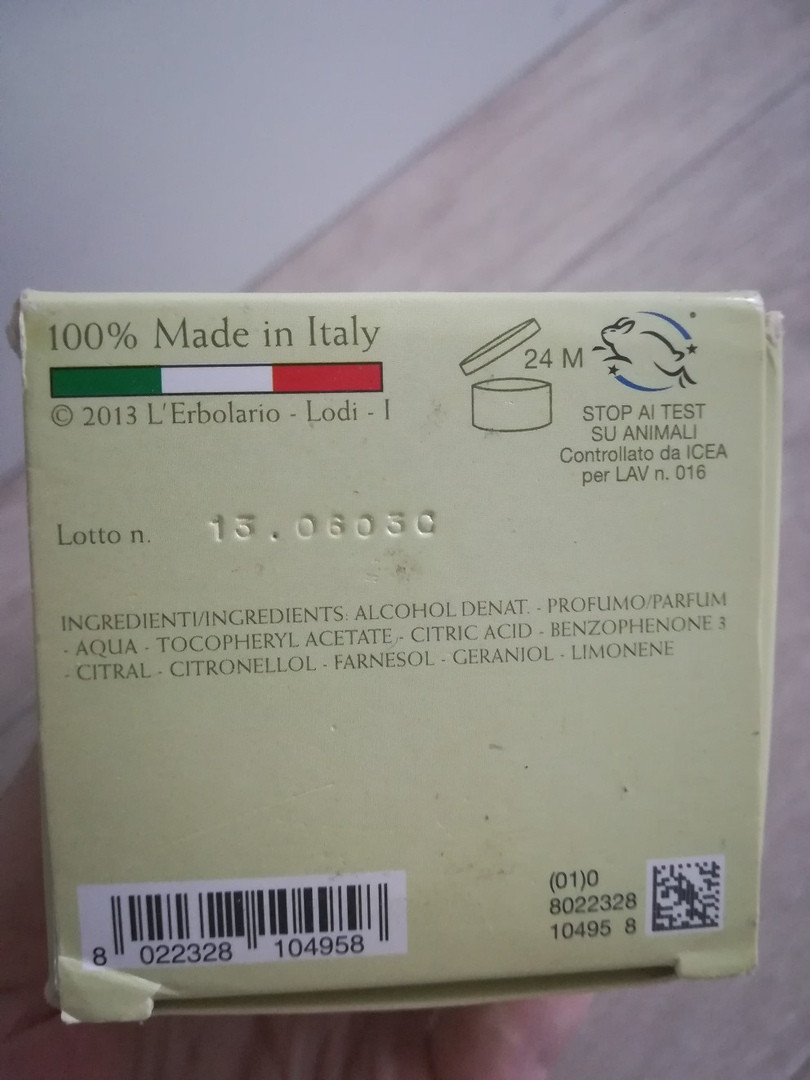 100% Made in Italy
© 2013 L'Erbolario - Lodi - I
24 M
STOP AI TEST
SU ANIMALI
Controllato da ICEA
per LAV n. 016
Lotto n.
INGREDIENTI/INGREDIENTS: ALCOHOL DENAT. - PROFUMO/PARFUM
- AQUA - TOCOPHERYL ACETATE - CITRIC ACID - BENZOPHENONE 3
- CITRAL - CITRONELLOL - FARNESOL - GERANIOL - LIMONENE
8 022328 104958
(01)0
8022328
10495 8